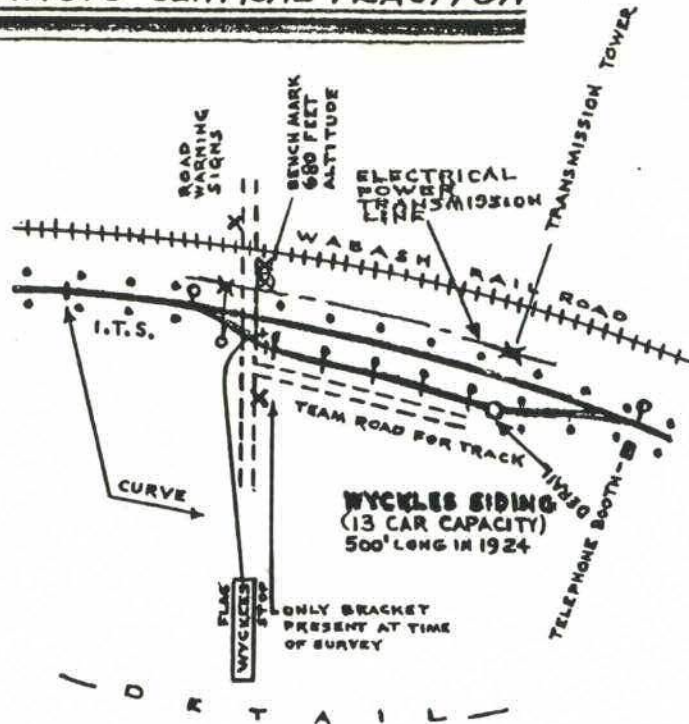 TRANSMISSION TOWER
ROAD
WARNING
SIGNS
BENCHMARK
680 FEET
ALTITUDE
ELECTRICAL
POWER
TRANSMISSION
LINE
WABASH RAIL ROAD
I.T.S.
TEAM ROAD FOR TRACK
CURVE
DERAIL
WYCKLES SIDING
(13 CAR CAPACITY)
500' LONG IN 1924
TELEPHONE BOOTH
FLAG STOP
WYCKLES
ONLY BRACKET
PRESENT AT TIME
OF SURVEY
DETAIL